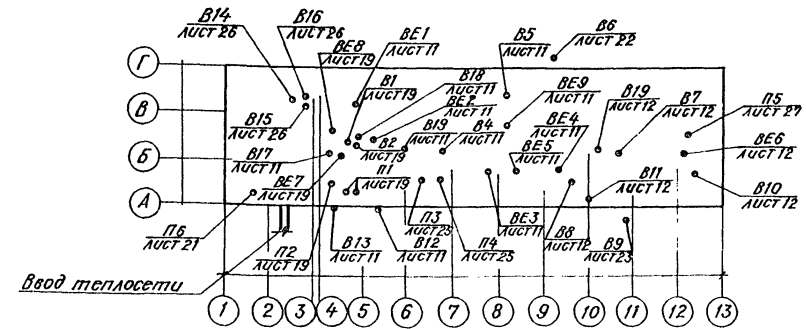 В14
Лист 26
В16
Лист 26
ВЕ8
Лист 19
ВЕ1
Лист 11
В5
Лист 11
В6
Лист 22
Г
В
Б
А
В1
Лист 19
В18
Лист 11
ВЕ2
Лист 11
ВЕ9
Лист 11
В19
Лист 12
В7
Лист 12
П5
Лист 27
В15
Лист 26
В2
Лист 19
В19
Лист 11
В4
Лист 11
ВЕ4
Лист 11
В17
Лист 11
ВЕ5
Лист 11
ВЕ6
Лист 12
ВЕ7
Лист 19
П1
Лист 19
В11
Лист 12
В10
Лист 12
П6
Лист 21
П2
Лист 19
В13
Лист 11
В12
Лист 11
П3
Лист 23
П4
Лист 23
ВЕ3
Лист 11
В8
Лист 12
В9
Лист 23
Ввод теплосети
1
2
3
4
5
6
7
8
9
10
11
12
13